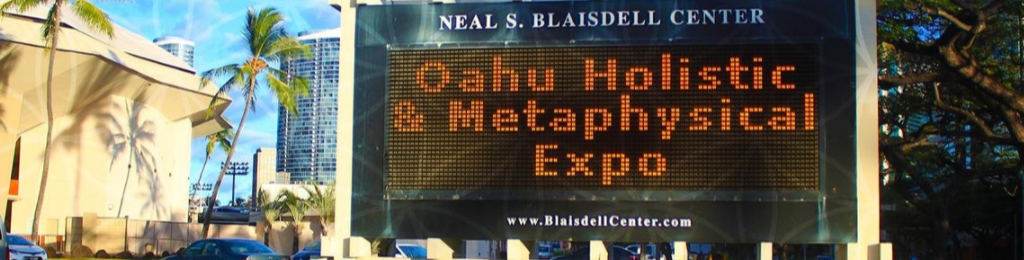 NEAL S. BLAISDELL CENTER
Oahu Holistic
& Metaphysical
Expo
www.BlaisdellCenter.com